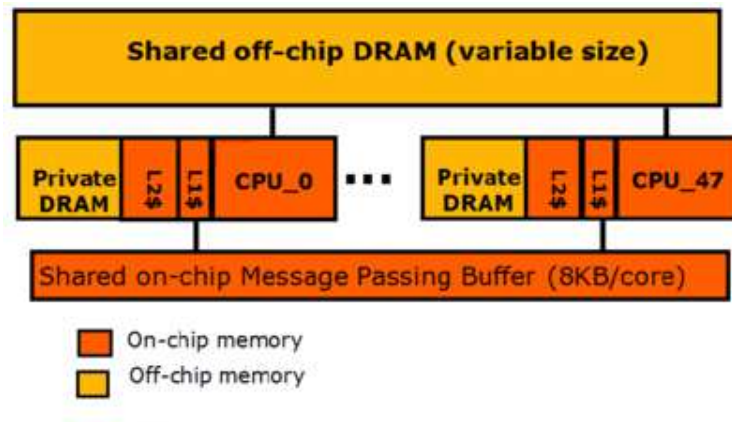 Shared off-chip DRAM (variable size)
Private
DRAM
L2$
L1$
CPU_0
...
Private
DRAM
L2$
L1$
CPU_47
Shared on-chip Message Passing Buffer (8KB/core)
On-chip memory
Off-chip memory